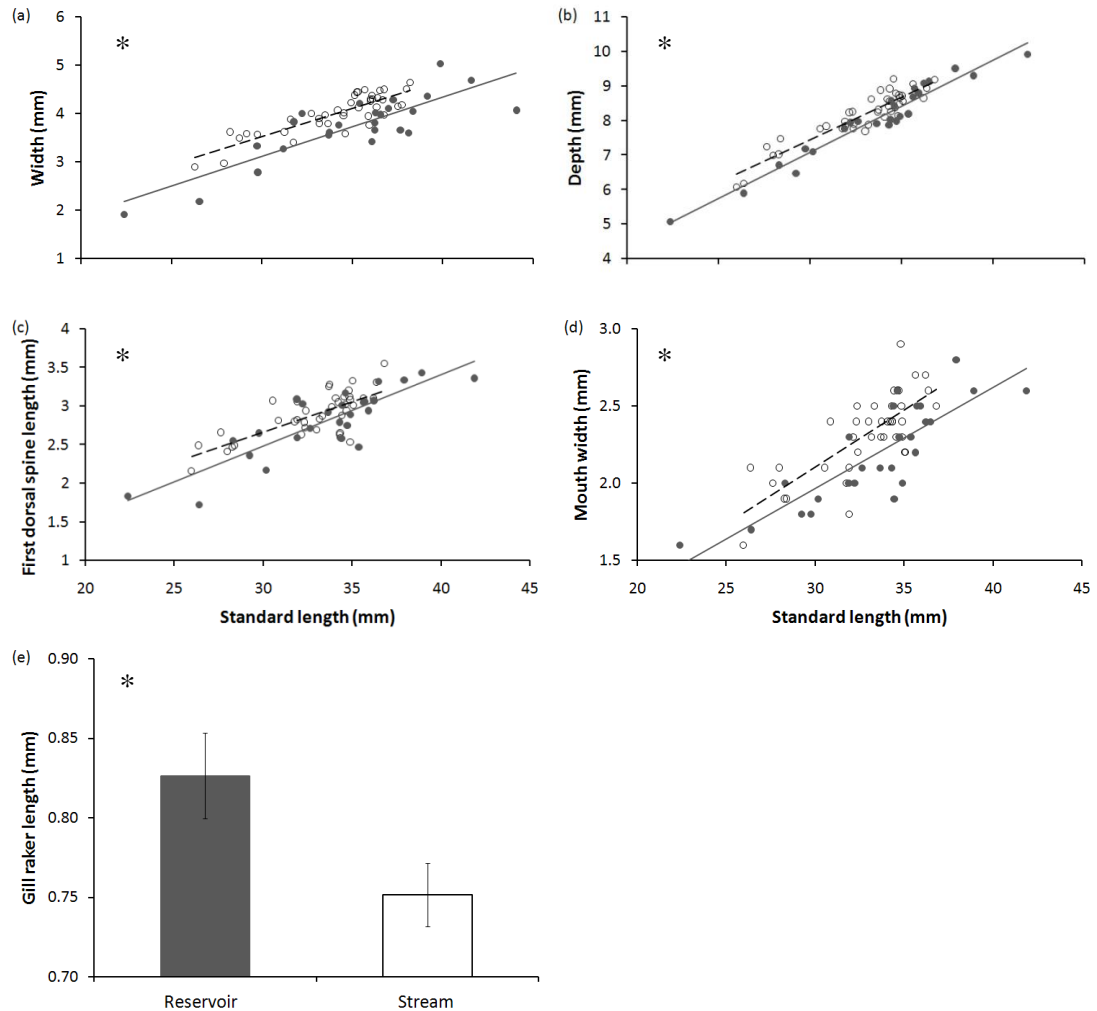 (a)
6
5
4
3
2
1
Width (mm)
*
(b)
11
10
9
8
7
6
5
4
Depth (mm)
*
(c)
4
3.5
3
2.5
2
1.5
1
First dorsal spine length (mm)
*
20 25 30 35 40 45
Standard length (mm)
(d)
3.0
2.5
2.0
1.5
Mouth width (mm)
*
20 25 30 35 40 45
Standard length (mm)
(e)
0.90
0.85
0.80
0.75
0.70
Gill raker length (mm)
*
Reservoir Stream